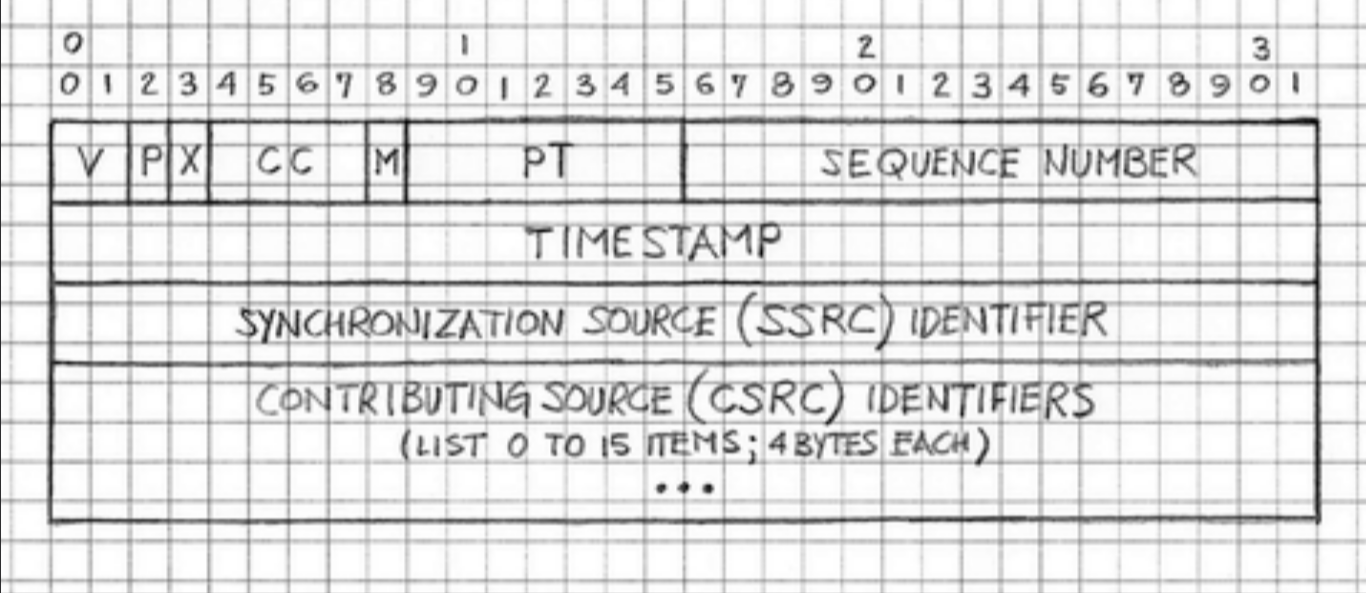 0 1 2 3
0 1 2 3 4 5 6 7 8 9 0 1 2 3 4 5 6 7 8 9 0 1 2 3 4 5 6 7 8 9 0 1
V P X CC M PT SEQUENCE NUMBER
TIMESTAMP
SYNCHRONIZATION SOURCE (SSRC) IDENTIFIER
CONTRIBUTING SOURCE (CSRC) IDENTIFIERS
(LIST 0 TO 15 ITEMS; 4 BYTES EACH)
...